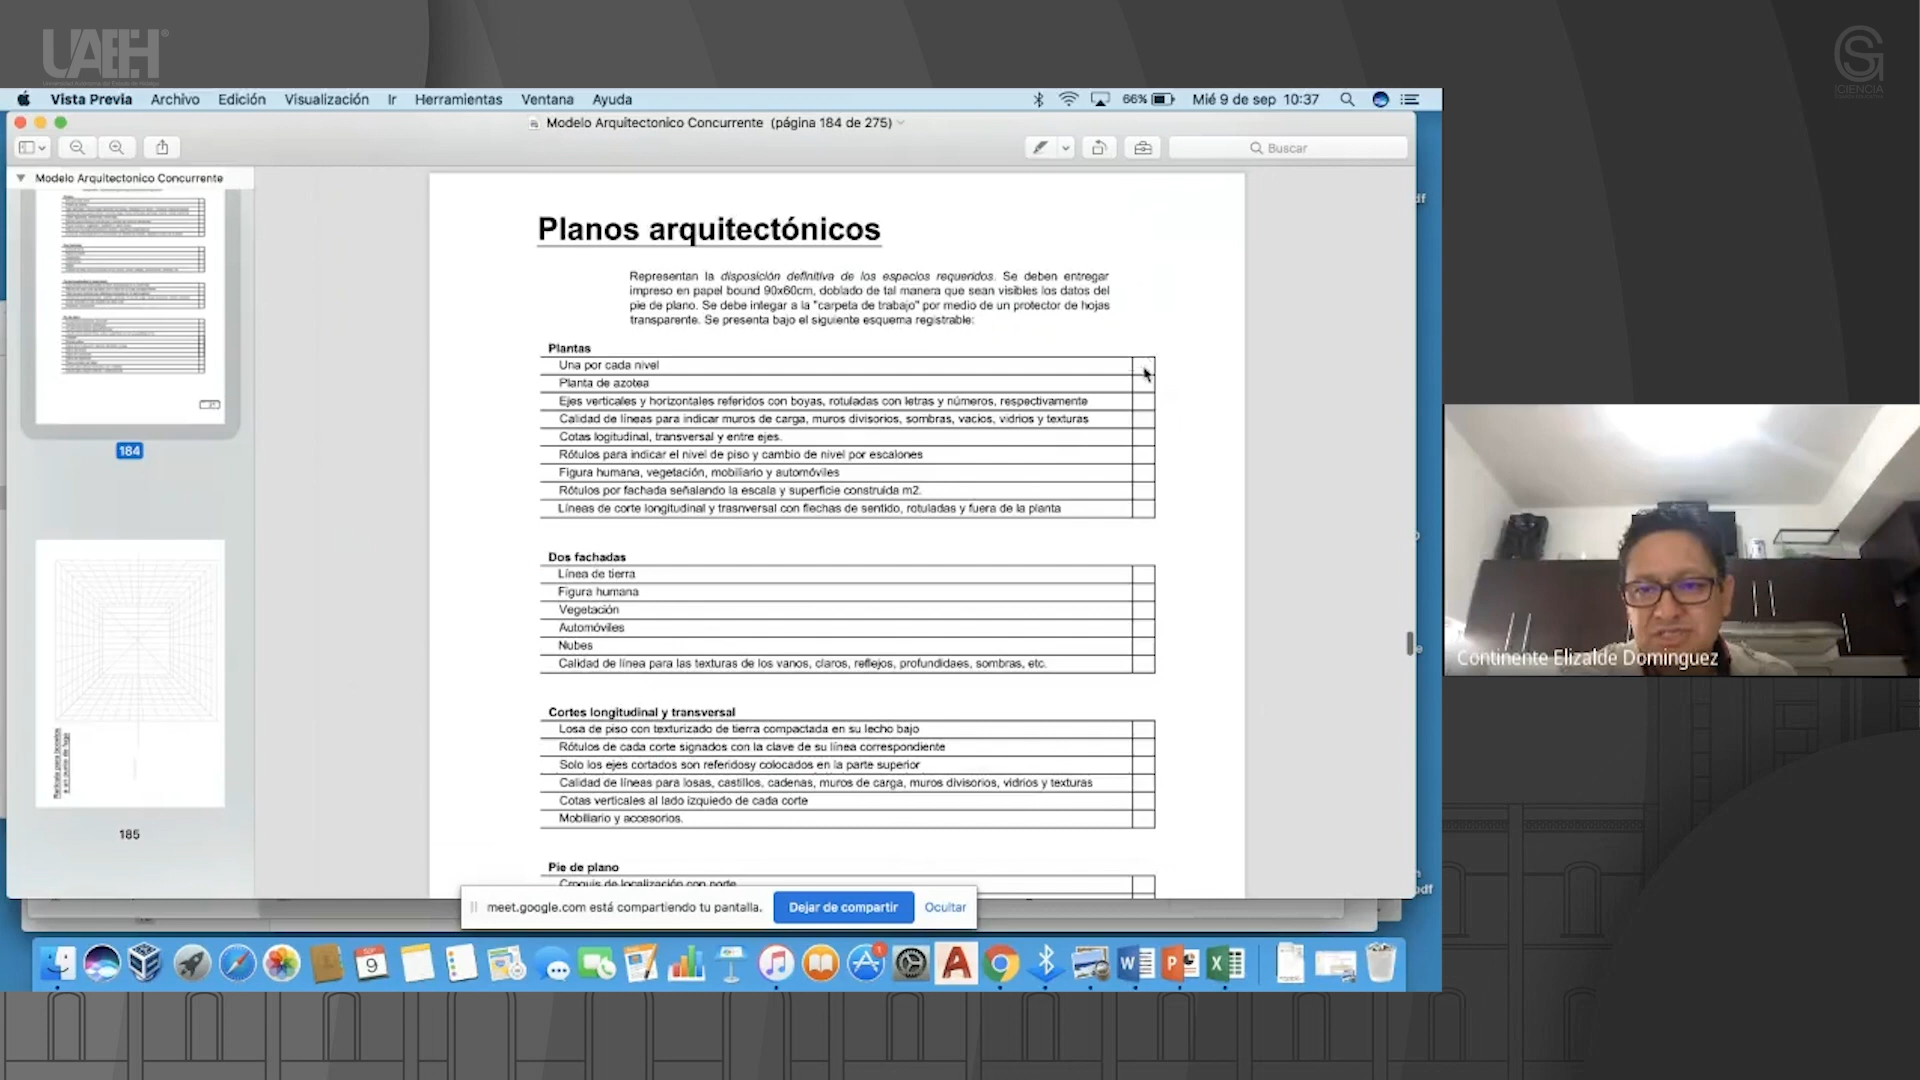 UAEH
CIENCIA
Vista Previa Archivo Edición Visualización Ir Herramientas Ventana Ayuda
66% Mié 9 de sep 10:37
Modelo Arquitectonico Concurrente (página 184 de 275)
Buscar
Modelo Arquitectonico Concurrente
184
185
Planos arquitectónicos
Representan la disposición definitiva de los espacios requeridos. Se deben entregar
impreso en papel bound 90x60cm, doblado de tal manera que sean visibles los datos del
pie de plano. Se debe integrar a la "carpeta de trabajo" por medio de un protector de hojas
transparente. Se presenta bajo el siguiente esquema registrable:
Plantas
Una por cada nivel
Planta de azotea
Ejes verticales y horizontales referidos con boyas, rotuladas con letras y números, respectivamente
Calidad de líneas para indicar muros de carga, muros divisorios, sombras, vacios, vidrios y texturas
Cotas logitudinal, transversal y entre ejes.
Rótulos para indicar el nivel de piso y cambio de nivel por escalones
Figura humana, vegetación, mobiliario y automóviles
Rótulos por fachada señalando la escala y superficie construida m2.
Líneas de corte longitudinal y trasnversal con flechas de sentido, rotuladas y fuera de la planta
Dos fachadas
Línea de tierra
Figura humana
Vegetación
Automóviles
Nubes
Calidad de línea para las texturas de los vanos, claros, reflejos, profundidaes, sombras, etc.
Cortes longitudinal y transversal
Losa de piso con texturizado de tierra compactada en su lecho bajo
Rótulos de cada corte signados con la clave de su línea correspondiente
Solo los ejes cortados son referidosy colocados en la parte superior
Calidad de líneas para losas, castillos, cadenas, muros de carga, muros divisorios, vidrios y texturas
Cotas verticales al lado izquiedo de cada corte
Mobiliario y accesorios.
Pie de plano
Croquis de localización con norte
meet.google.com está compartiendo tu pantalla. Dejar de compartir Ocultar
Continente Elizalde Dominguez
9
1